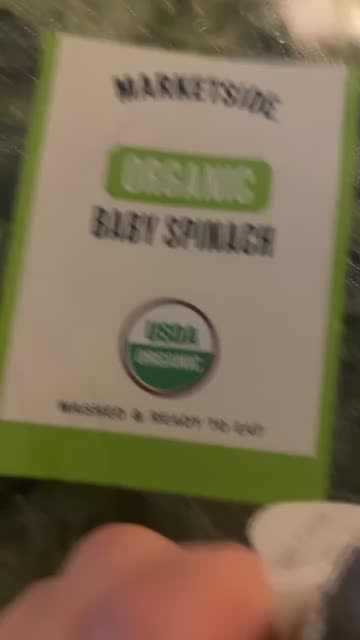 MARKETSIDE
ORGANIC
BABY SPINACH
USDA
ORGANIC
WASHED & READY TO EAT